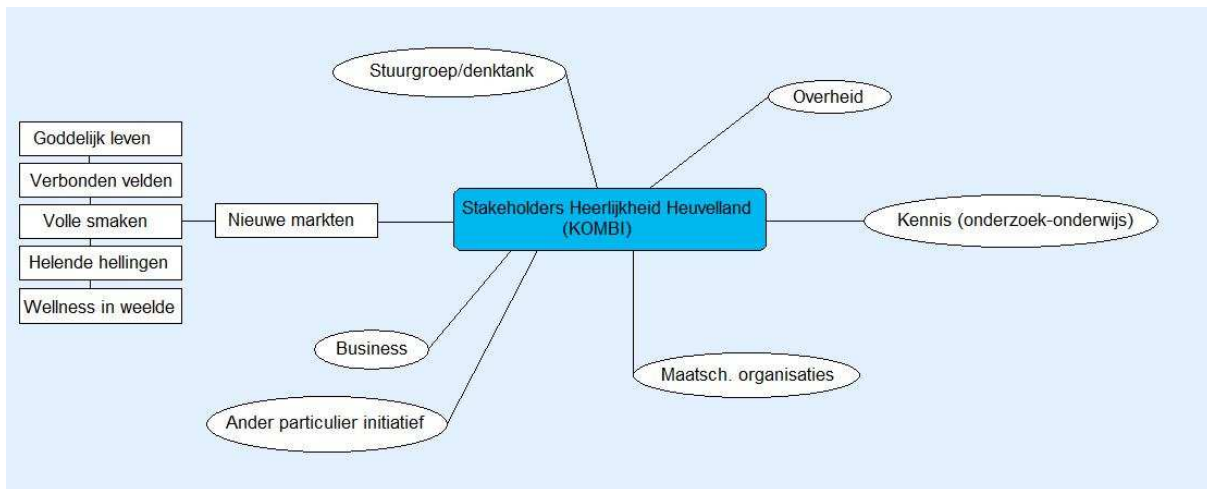 Stuurgroep/denktank
Overheid
Goddelijk leven
Verbonden velden
Volle smaken
Helende hellingen
Wellness in weelde
Nieuwe markten
Stakeholders Heerlijkheid Heuvelland
(KOMBI)
Kennis (onderzoek-onderwijs)
Business
Maatsch. organisaties
Ander particulier initiatief